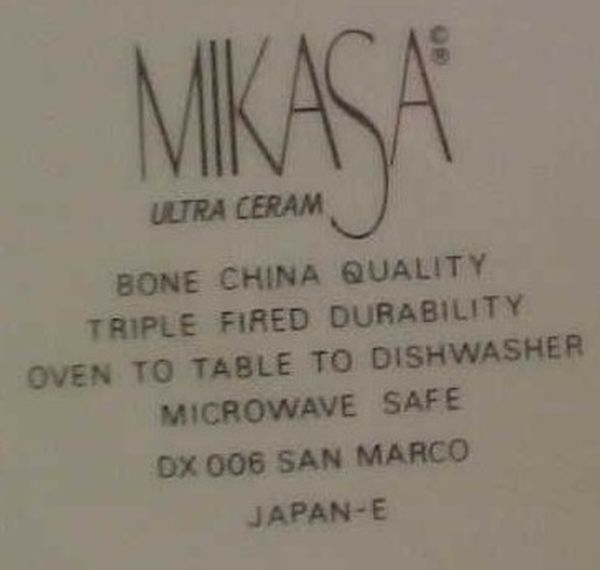 MIKASA©®
ULTRA CERAM
BONE CHINA QUALITY
TRIPLE FIRED DURABILITY
OVEN TO TABLE TO DISHWASHER
MICROWAVE SAFE
DX 006 SAN MARCO
JAPAN-E